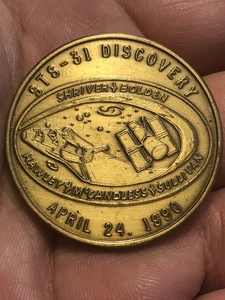 STS-31 DISCOVERY
SHRIVER BOLDEN
HAWLEY McCANDLESS SULLIVAN
APRIL 24, 1990